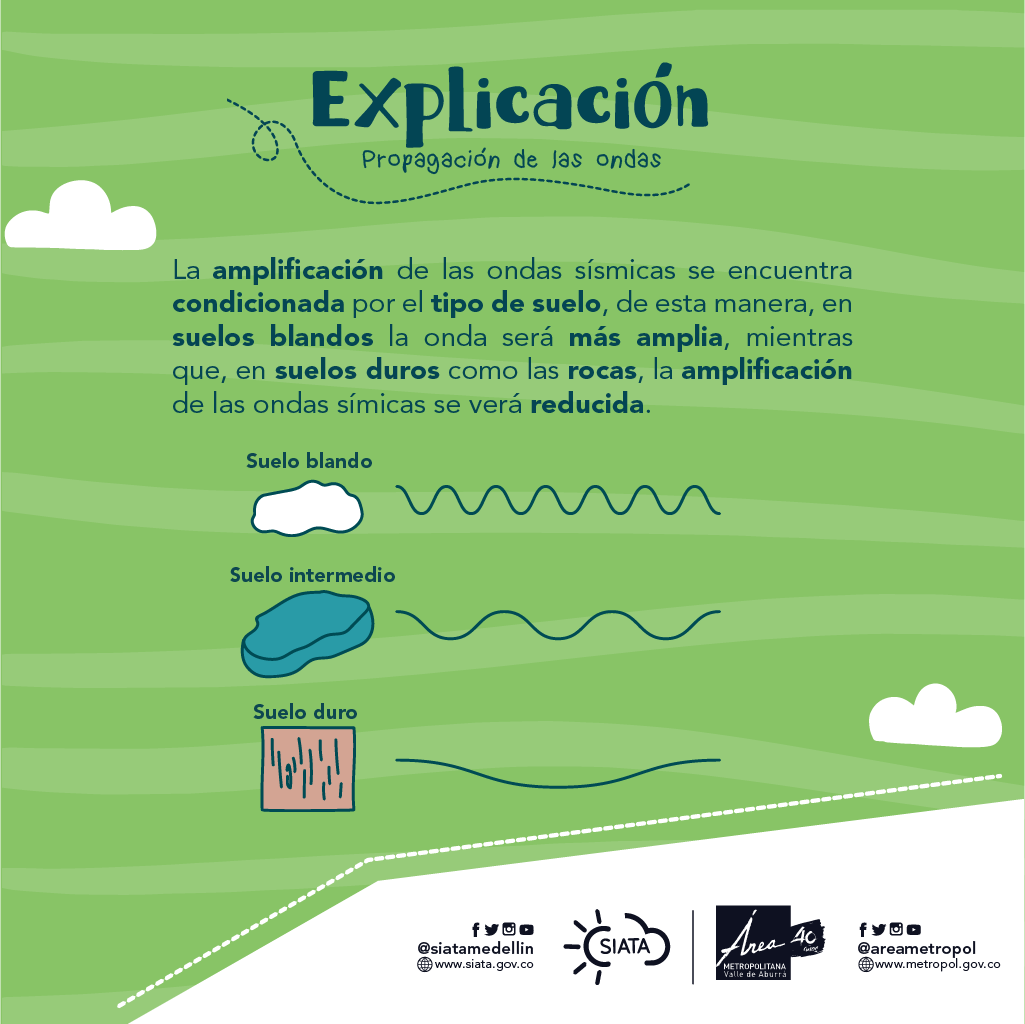 Explicación
Propagación de las ondas
La amplificación de las ondas sísmicas se encuentra
condicionada por el tipo de suelo, de esta manera, en
suelos blandos la onda será más amplia, mientras
que, en suelos duros como las rocas, la amplificación
de las ondas símicas se verá reducida.
Suelo blando
Suelo intermedio
Suelo duro
@siatamedellin
www.siata.gov.co
SIATA
Área
METROPOLITANA
Valle de Aburrá
40
@areametropol
www.metropol.gov.co